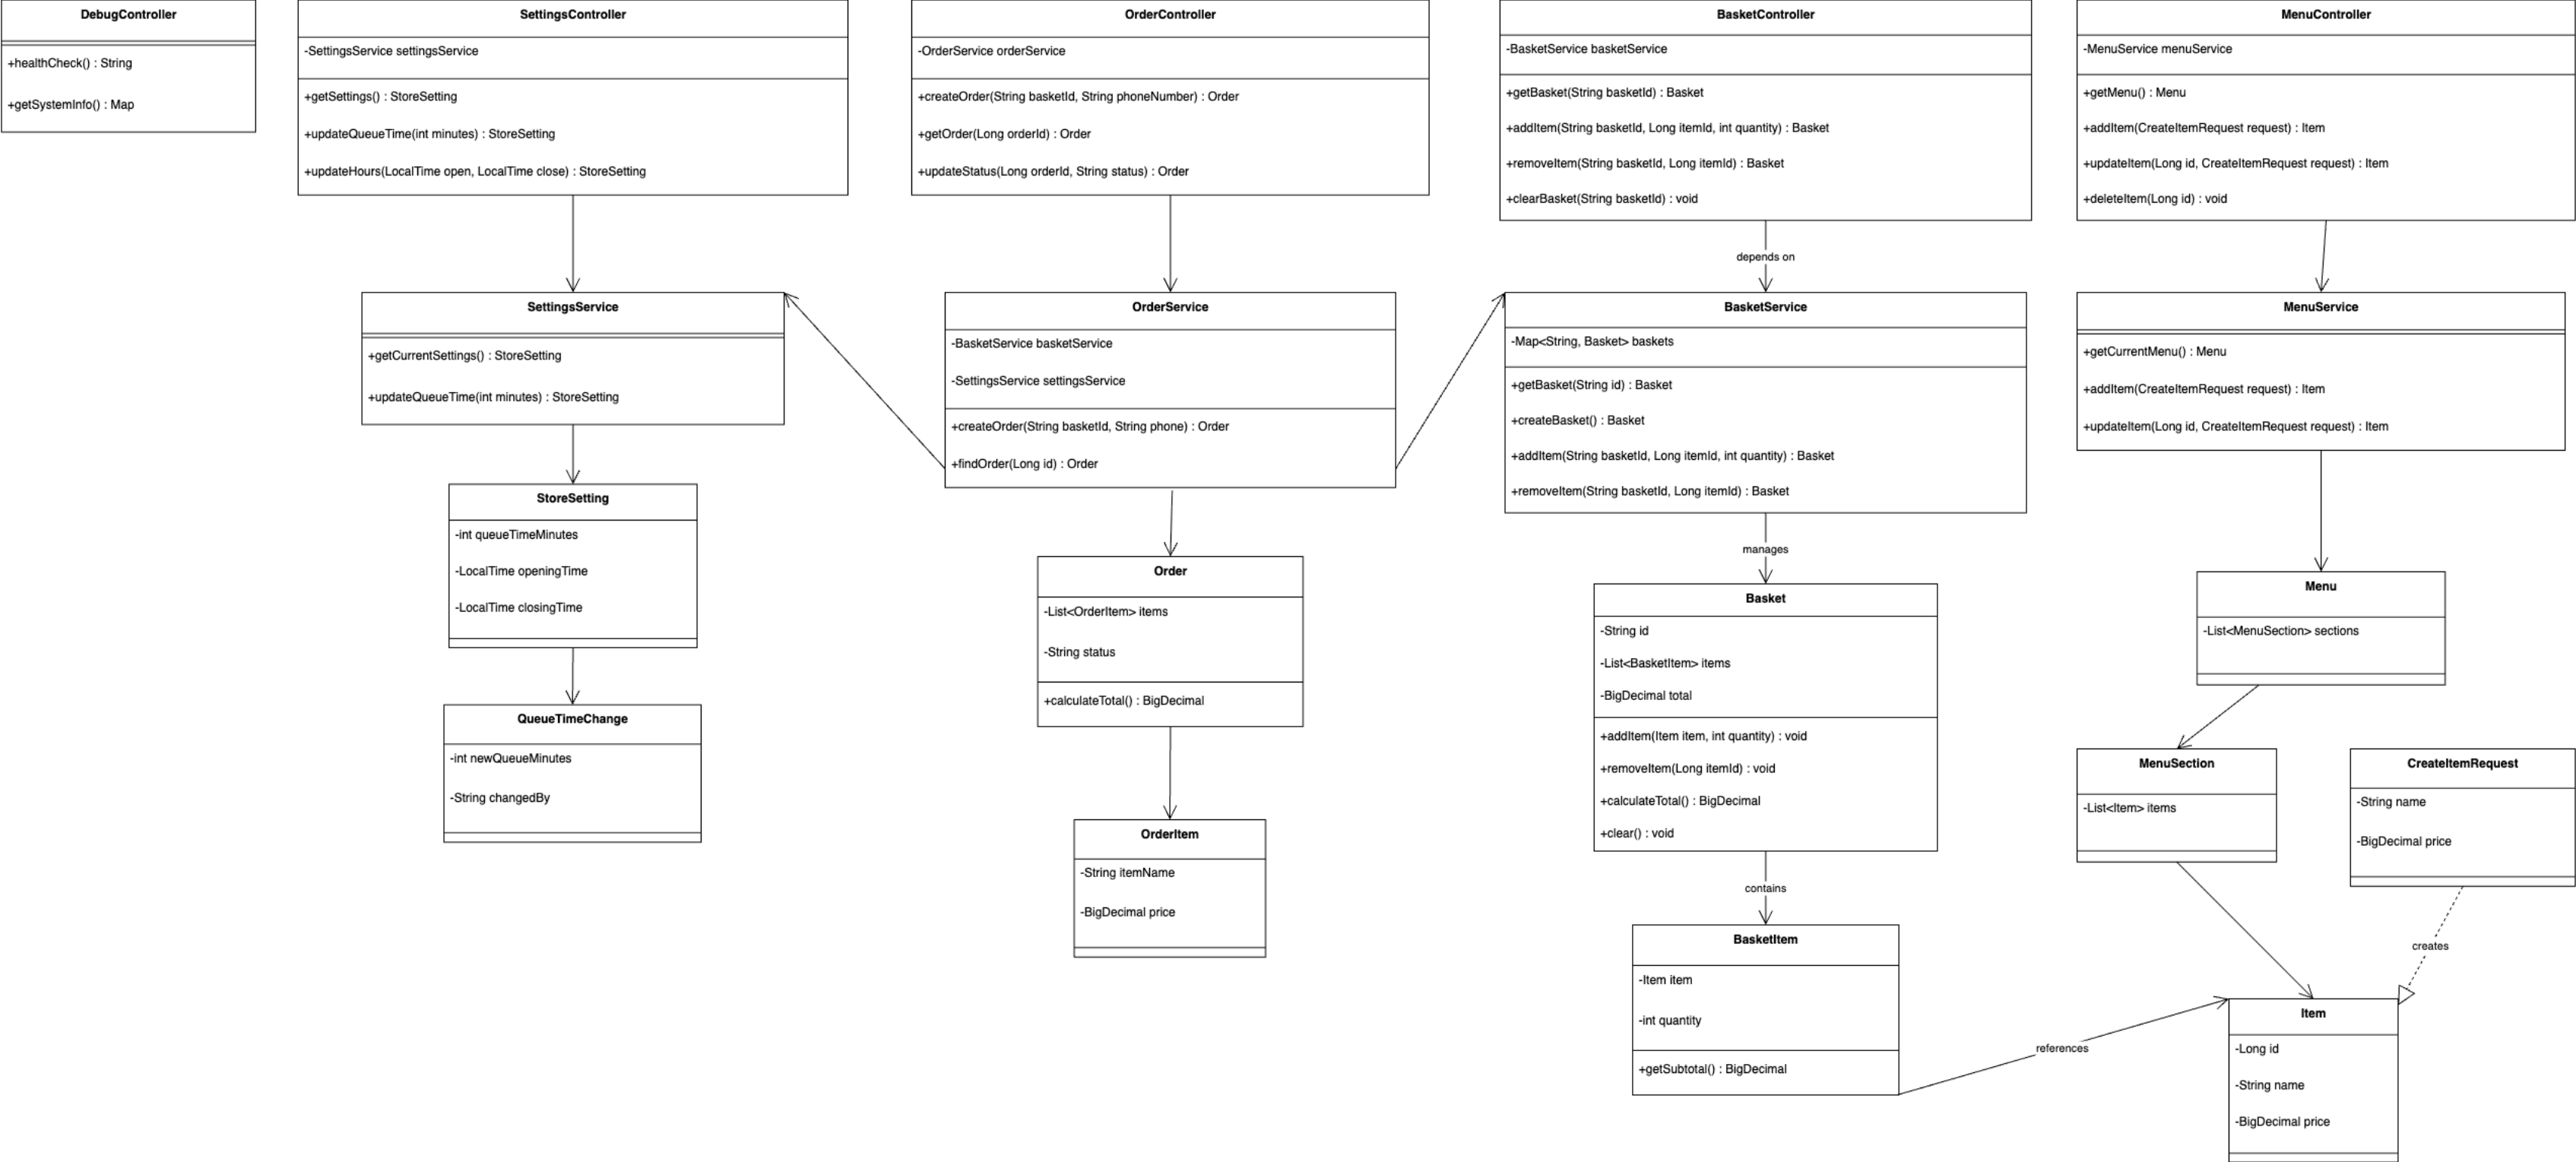 DebugController
+healthCheck() : String
+getSystemInfo() : Map
SettingsController
-SettingsService settingsService
+getSettings() : StoreSetting
+updateQueueTime(int minutes) : StoreSetting
+updateHours(LocalTime open, LocalTime close) : StoreSetting
OrderController
-OrderService orderService
+createOrder(String basketId, String phoneNumber) : Order
+getOrder(Long orderId) : Order
+updateStatus(Long orderId, String status) : Order
BasketController
-BasketService basketService
+getBasket(String basketId) : Basket
+addItem(String basketId, Long itemId, int quantity) : Basket
+removeItem(String basketId, Long itemId) : Basket
+clearBasket(String basketId) : void
MenuController
-MenuService menuService
+getMenu() : Menu
+addItem(CreateItemRequest request) : Item
+updateItem(Long id, CreateItemRequest request) : Item
+deleteItem(Long id) : void
depends on
SettingsService
+getCurrentSettings() : StoreSetting
+updateQueueTime(int minutes) : StoreSetting
OrderService
-BasketService basketService
-SettingsService settingsService
+createOrder(String basketId, String phone) : Order
+findOrder(Long id) : Order
BasketService
-Map<String, Basket> baskets
+getBasket(String id) : Basket
+createBasket() : Basket
+addItem(String basketId, Long itemId, int quantity) : Basket
+removeItem(String basketId, Long itemId) : Basket
MenuService
+getCurrentMenu() : Menu
+addItem(CreateItemRequest request) : Item
+updateItem(Long id, CreateItemRequest request) : Item
StoreSetting
-int queueTimeMinutes
-LocalTime openingTime
-LocalTime closingTime
manages
Order
-List<OrderItem> items
-String status
+calculateTotal() : BigDecimal
Basket
-String id
-List<BasketItem> items
-BigDecimal total
+addItem(Item item, int quantity) : void
+removeItem(Long itemId) : void
+calculateTotal() : BigDecimal
+clear() : void
Menu
-List<MenuSection> sections
QueueTimeChange
-int newQueueMinutes
-String changedBy
OrderItem
-String itemName
-BigDecimal price
MenuSection
-List<Item> items
CreateItemRequest
-String name
-BigDecimal price
contains
BasketItem
-Item item
-int quantity
+getSubtotal() : BigDecimal
creates
references
Item
-Long id
-String name
-BigDecimal price